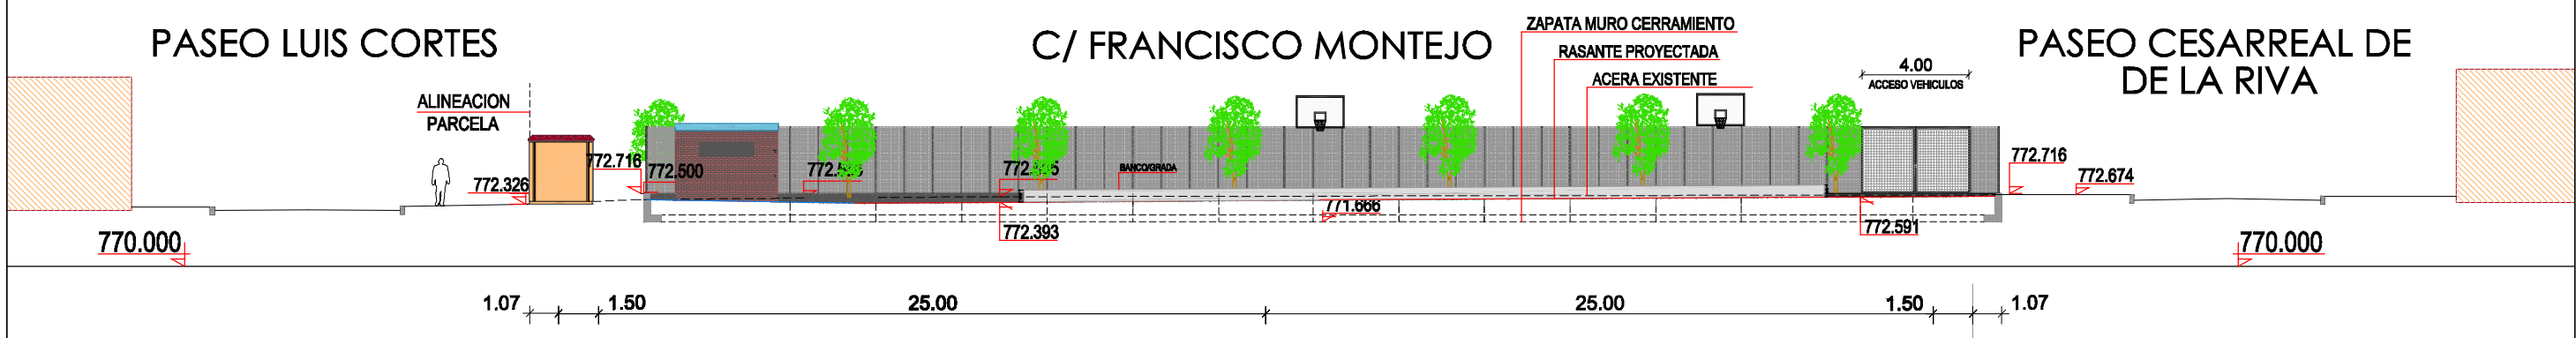 PASEO LUIS CORTES
C/ FRANCISCO MONTEJO
PASEO CESARREAL DE
DE LA RIVA
ZAPATA MURO CERRAMIENTO
RASANTE PROYECTADA
ACERA EXISTENTE
4.00
ACCESO VEHICULOS
ALINEACION
PARCELA
772.326
772.716
772.500
BANCO/GRADA
772.716
772.674
771.666
772.393
772.591
770.000
770.000
1.07
1.50
25.00
25.00
1.50
1.07